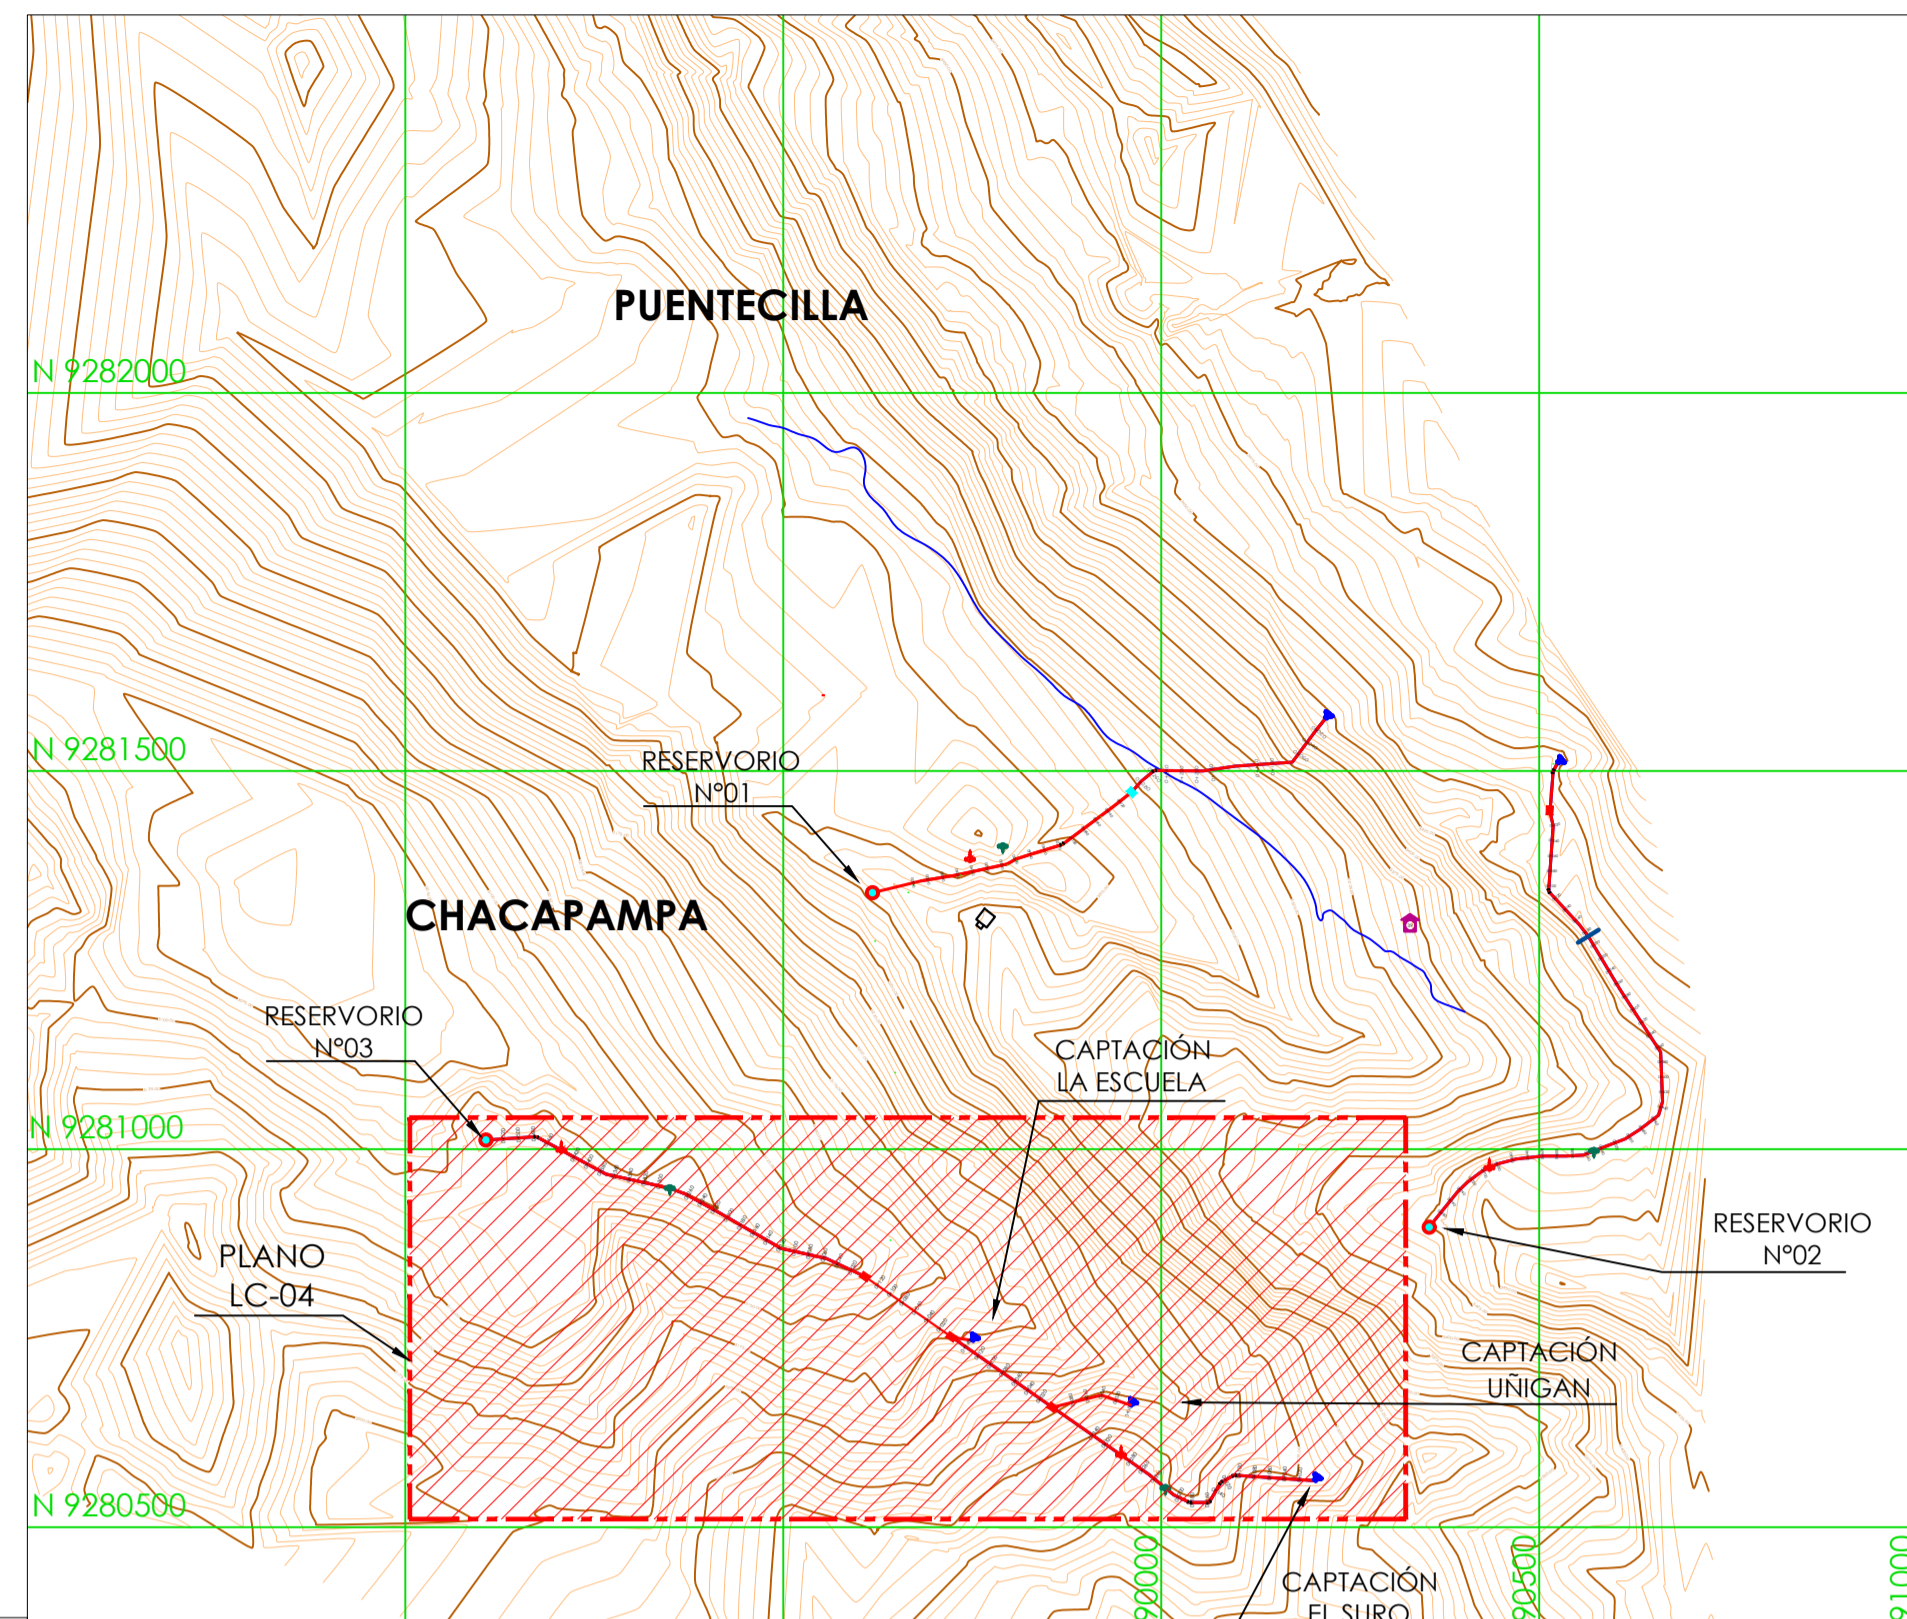 PUENTECILLA
N 9282000
N 9281500
RESERVORIO
N°01
CHACAPAMPA
RESERVORIO
N°03
CAPTACIÓN
LA ESCUELA
N 9281000
RESERVORIO
N°02
PLANO
LC-04
CAPTACIÓN
UÑIGAN
N 9280500
90000
90500
91000
CAPTACIÓN
EL SURO